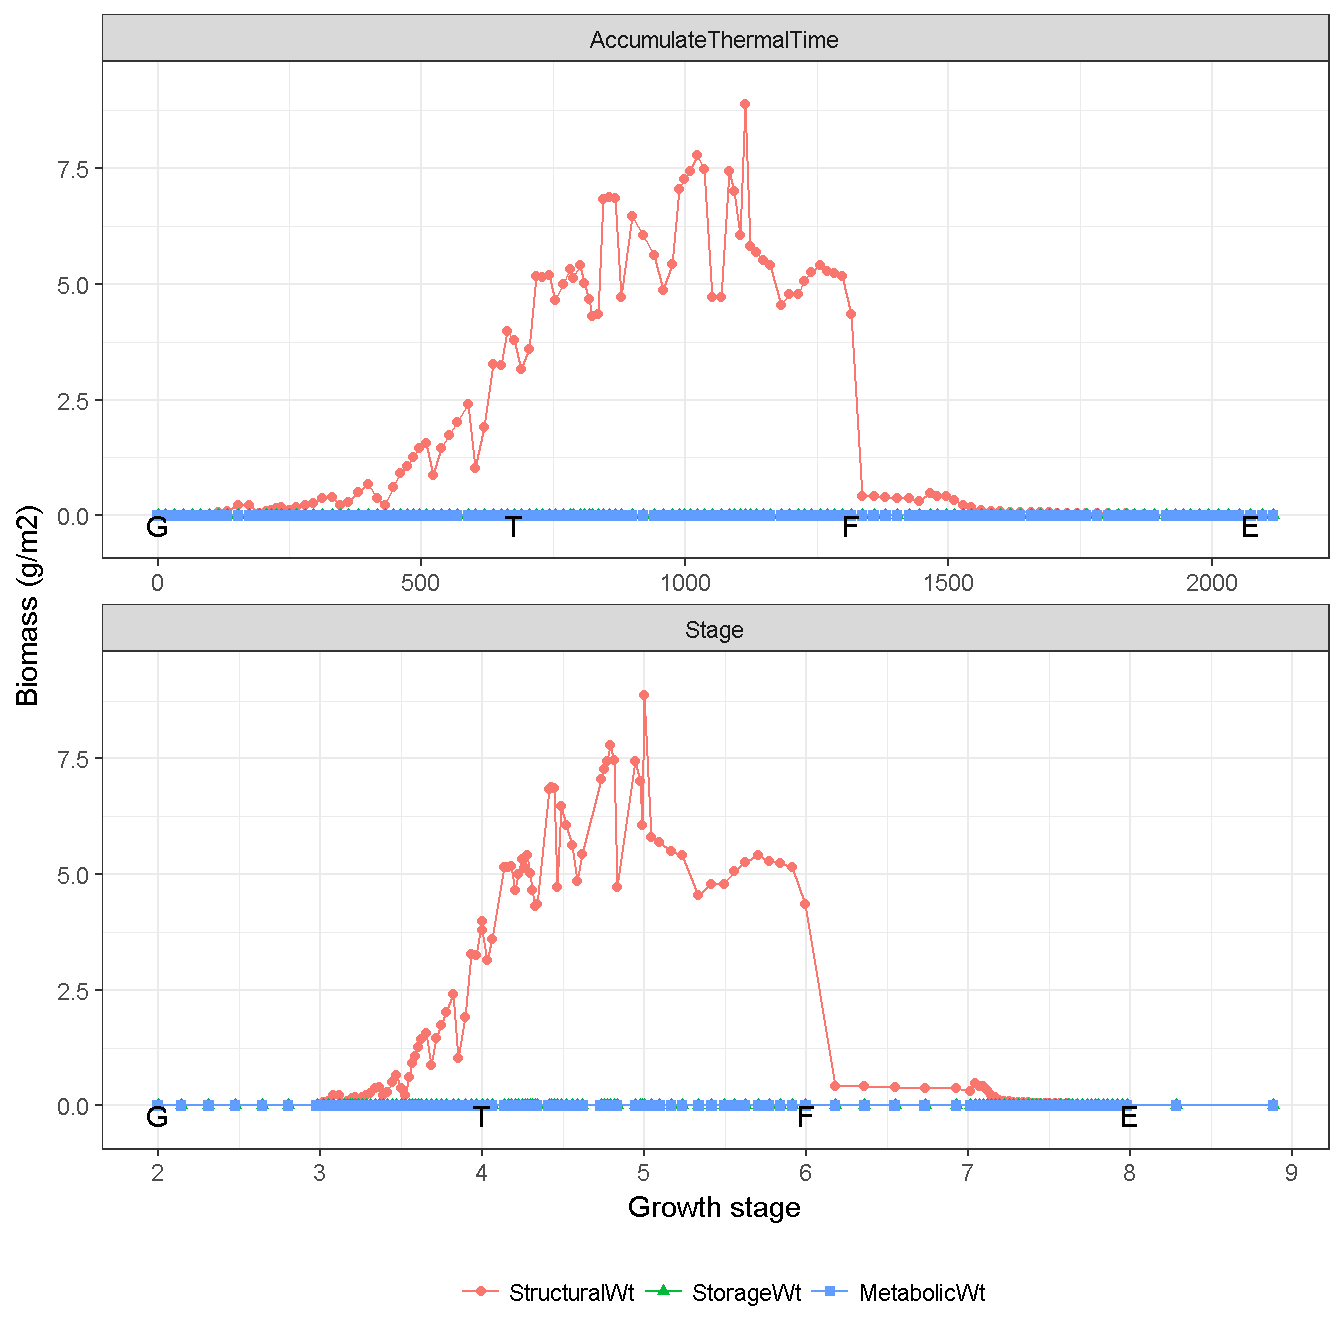 AccumulateThermalTime
7.5
5.0
2.5
0.0
G T F E
0 500 1000 1500 2000
Biomass (g/m2)
Stage
7.5
5.0
2.5
0.0
G T F E
2 3 4 5 6 7 8 9
Growth stage
StructuralWt StorageWt MetabolicWt